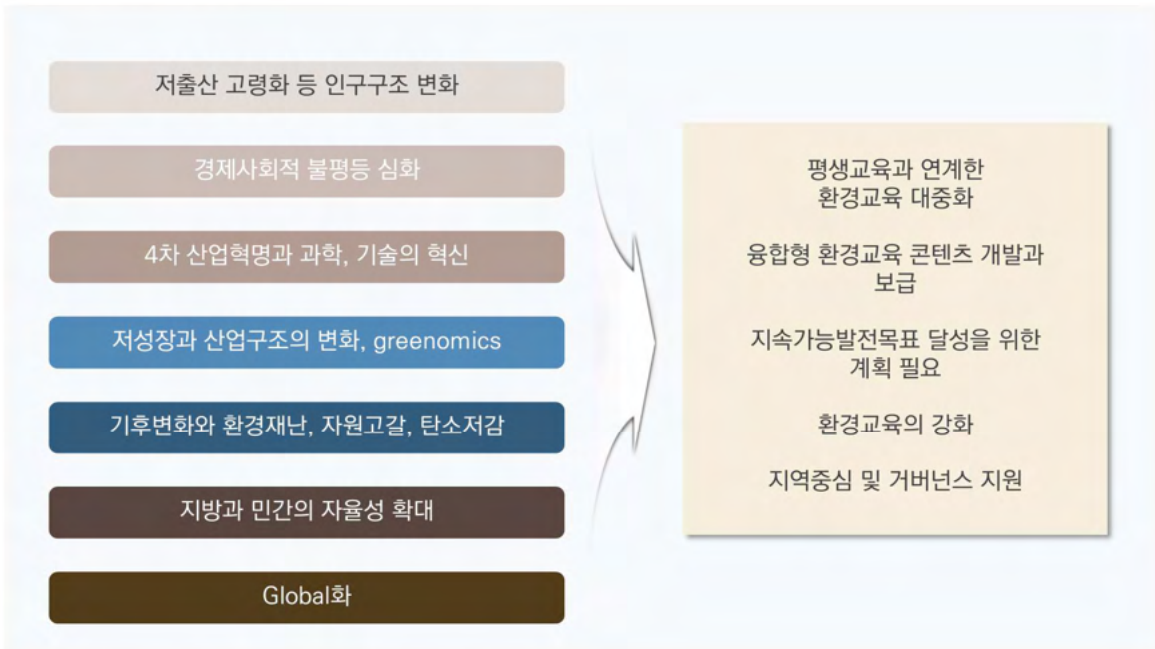 저출산 고령화 등 인구구조 변화
경제사회적 불평등 심화
4차 산업혁명과 과학, 기술의 혁신
저성장과 산업구조의 변화, greenomics
기후변화와 환경재난, 자원고갈, 탄소저감
지방과 민간의 자율성 확대
Global화
평생교육과 연계한
환경교육 대중화
융합형 환경교육 콘텐츠 개발과
보급
지속가능발전목표 달성을 위한
계획 필요
환경교육의 강화
지역중심 및 거버넌스 지원